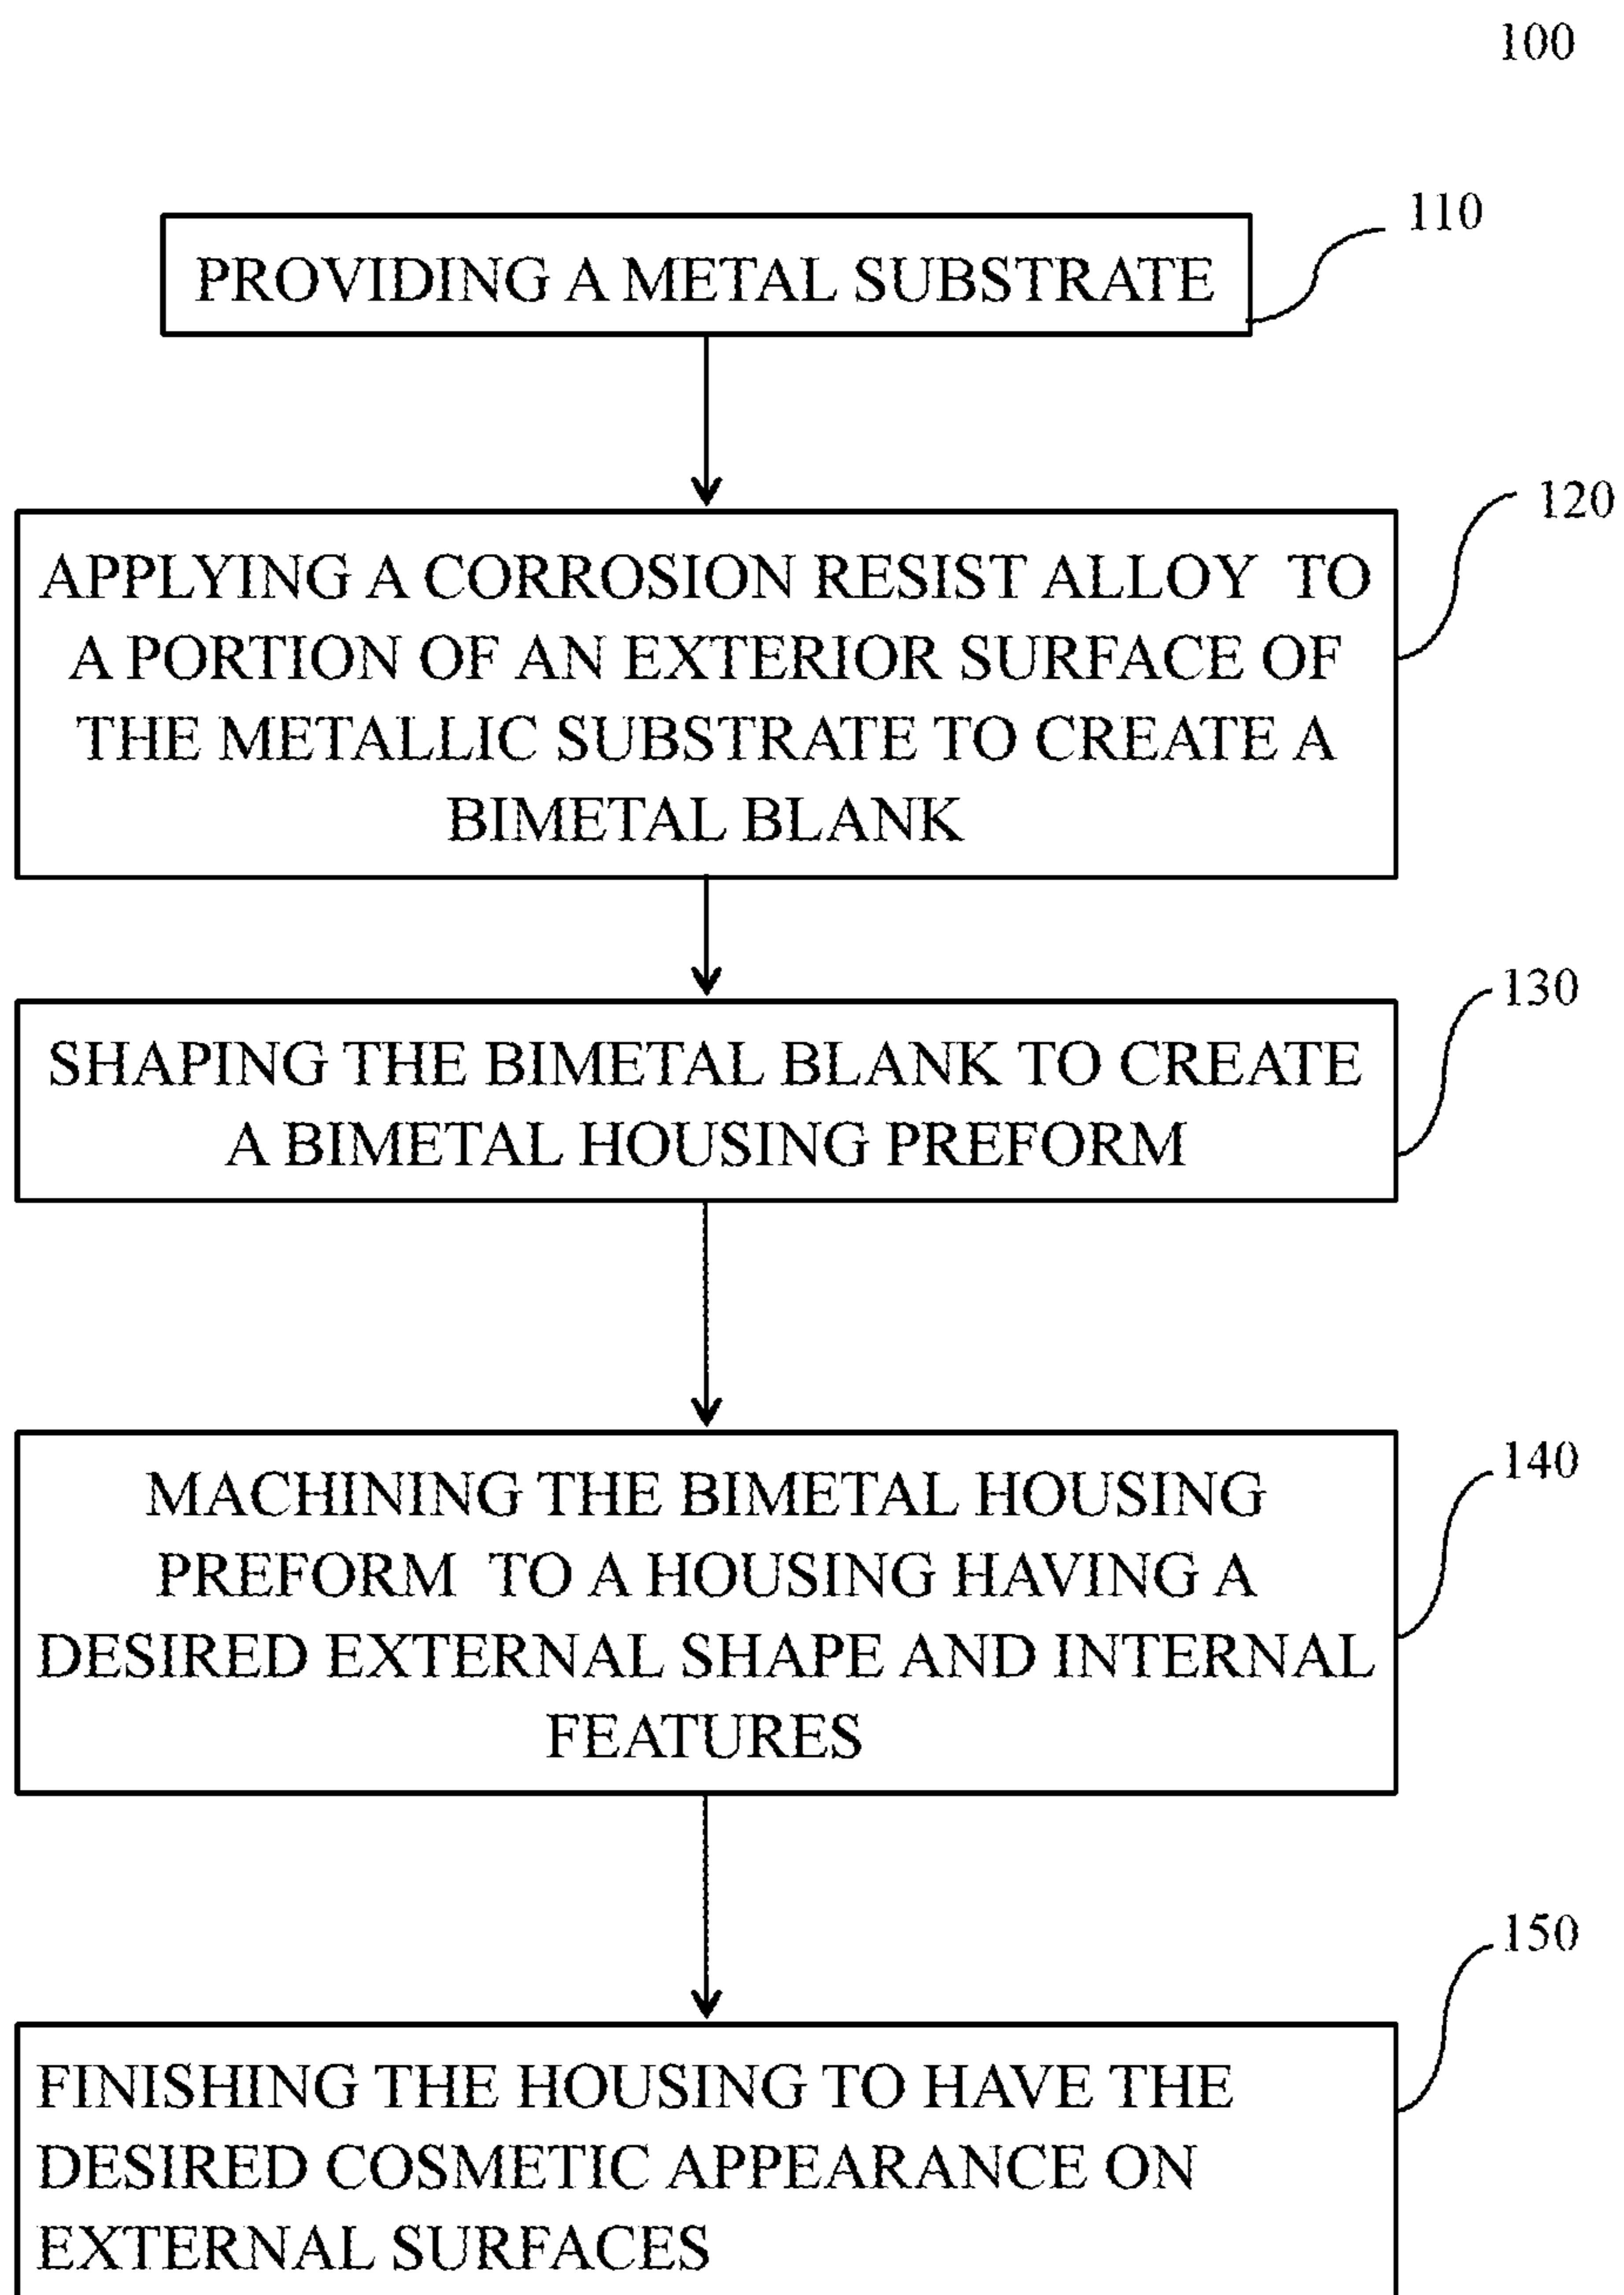 100
110
PROVIDING A METAL SUBSTRATE
120
APPLYING A CORROSION RESIST ALLOY TO
A PORTION OF AN EXTERIOR SURFACE OF
THE METALLIC SUBSTRATE TO CREATE A
BIMETAL BLANK
130
SHAPING THE BIMETAL BLANK TO CREATE
A BIMETAL HOUSING PREFORM
140
MACHINING THE BIMETAL HOUSING
PREFORM TO A HOUSING HAVING A
DESIRED EXTERNAL SHAPE AND INTERNAL
FEATURES
150
FINISHING THE HOUSING TO HAVE THE
DESIRED COSMETIC APPEARANCE ON
EXTERNAL SURFACES